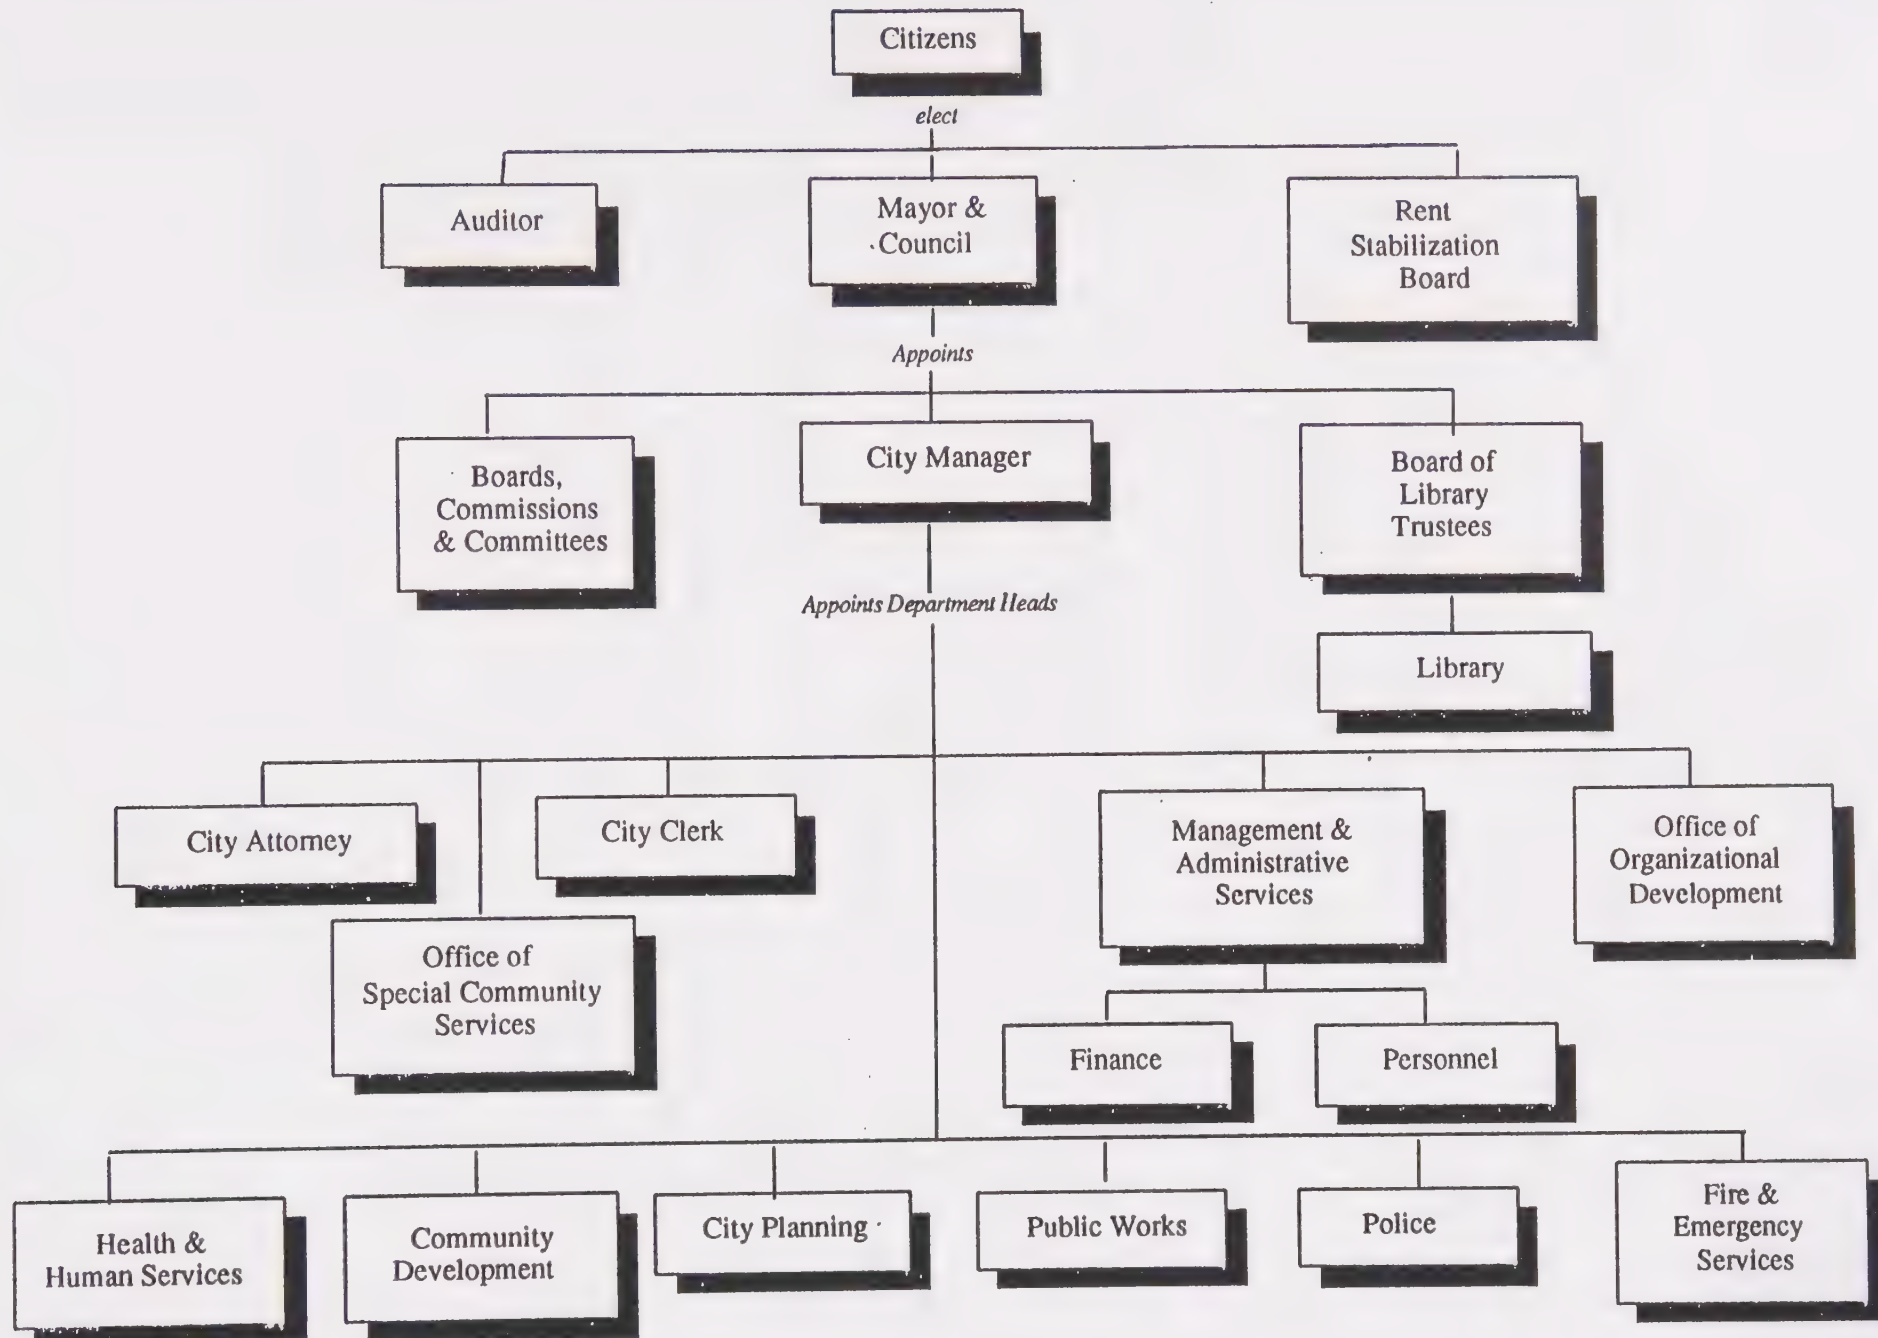 Citizens
elect
Auditor
Mayor &
Council
Rent
Stabilization
Board
Appoints
Boards,
Commissions
& Committees
City Manager
Board of
Library
Trustees
Appoints Department Heads
Library
City Attorney
City Clerk
Management &
Administrative
Services
Office of
Organizational
Development
Office of
Special Community
Services
Finance
Personnel
Health &
Human Services
Community
Development
City Planning
Public Works
Police
Fire &
Emergency
Services